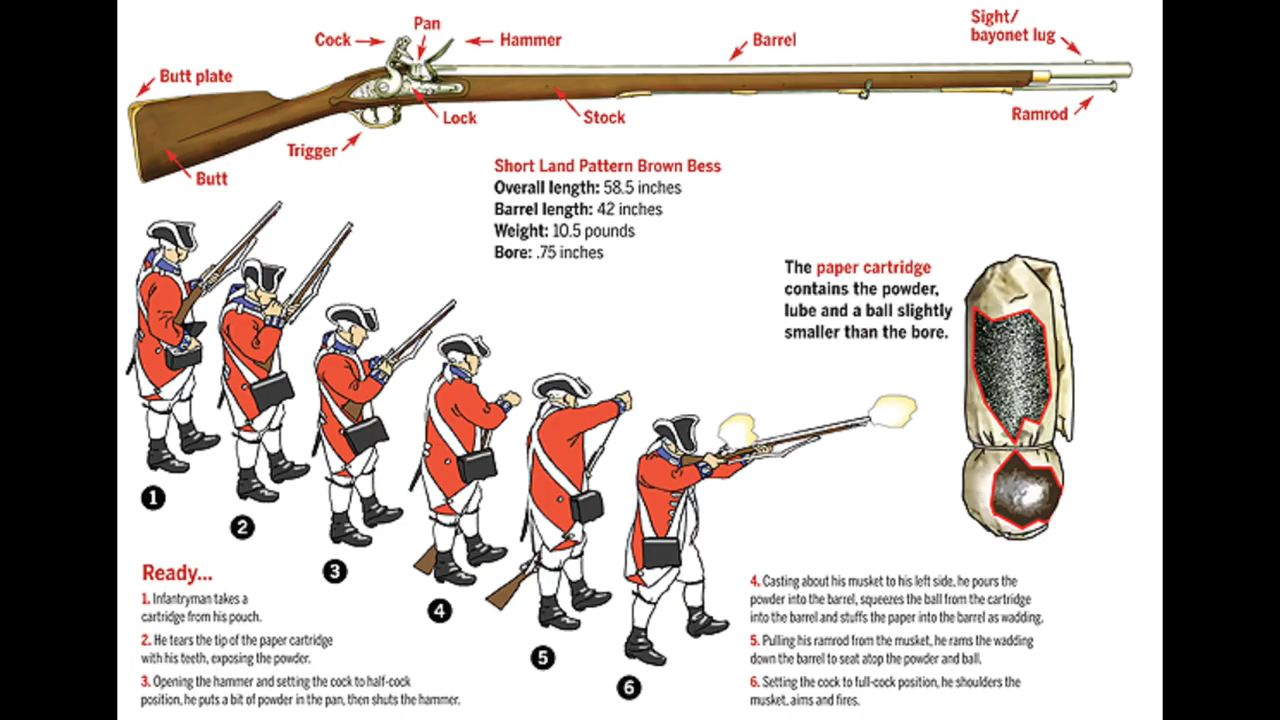 Pan
Cock
Hammer
Barrel
Sight/
bayonet lug
Butt plate
Lock
Stock
Ramrod
Trigger
Butt
Short Land Pattern Brown Bess
Overall length: 58.5 inches
Barrel length: 42 inches
Weight: 10.5 pounds
Bore: .75 inches
The paper cartridge
contains the powder,
lube and a ball slightly
smaller than the bore.
1
2
3
4
5
6
Ready...
1. Infantryman takes a
cartridge from his pouch.
2. He tears the tip of the paper cartridge
with his teeth, exposing the powder.
3. Opening the hammer and setting the cock to half-cock
position, he puts a bit of powder in the pan, then shuts the hammer.
4. Casting about his musket to his left side, he pours the
powder into the barrel, squeezes the ball from the cartridge
into the barrel and stuffs the paper into the barrel as wadding.
5. Pulling his ramrod from the musket, he rams the wadding
down the barrel to seat atop the powder and ball.
6. Setting the cock to full-cock position, he shoulders the
musket, aims and fires.